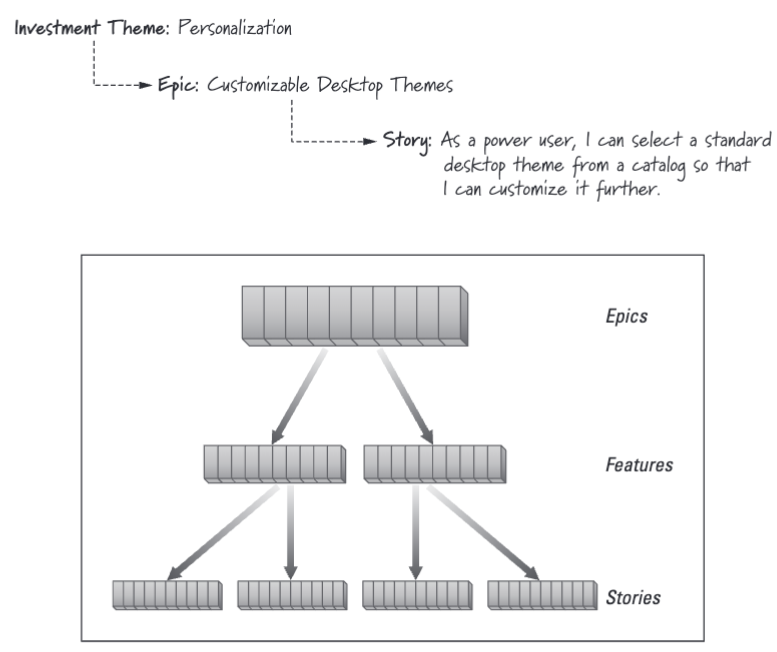 Investment Theme: Personalization
Epic: Customizable Desktop Themes
Story: As a power user, I can select a standard
desktop theme from a catalog so that
I can customize it further.
Epics
Features
Stories